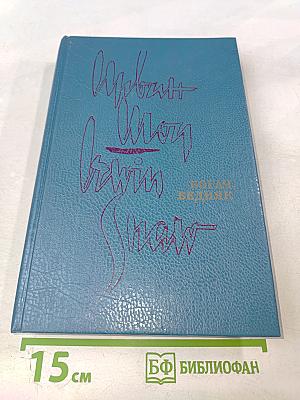 Ирвин
Шоу
Irwin
Shaw
БОГАЧ
БЕДНЯК
15 см
БФ БИБЛИОФАН